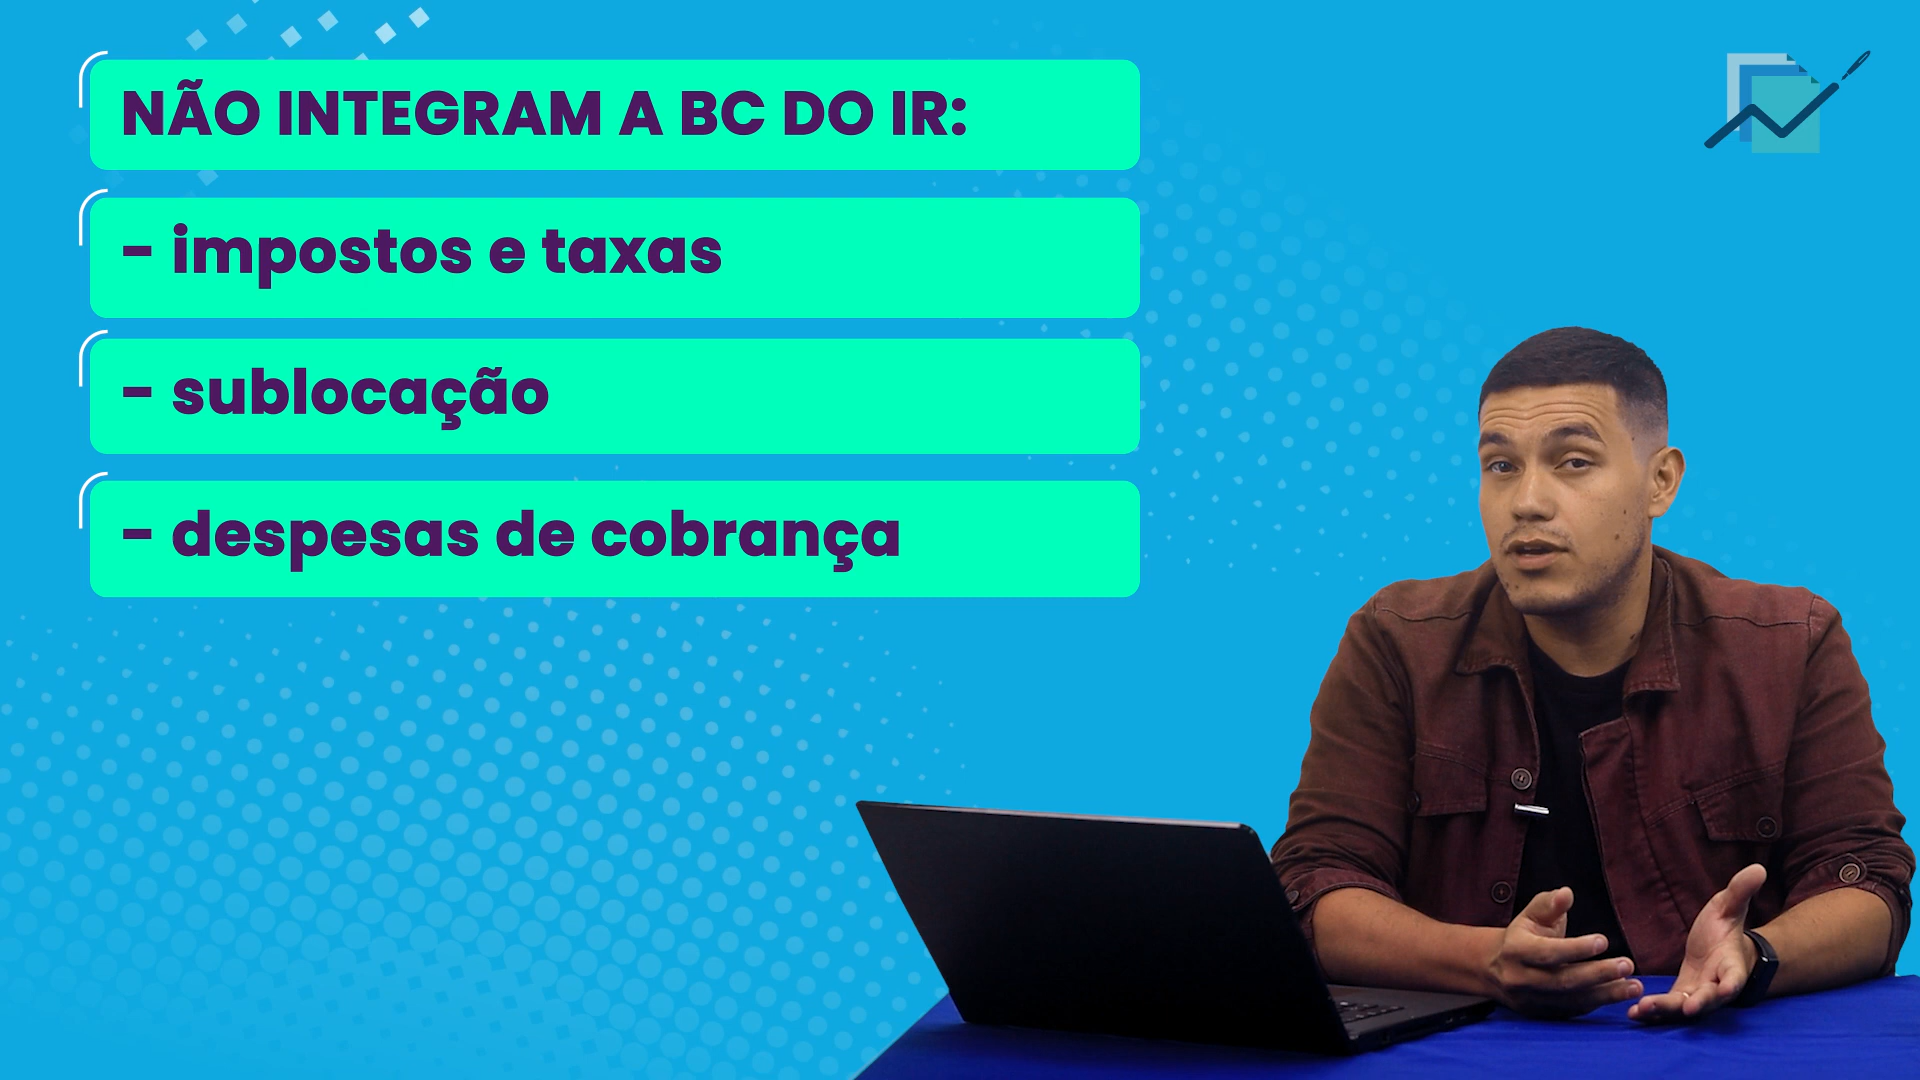 NÃO INTEGRAM A BC DO IR:
- impostos e taxas
- sublocação
- despesas de cobrança